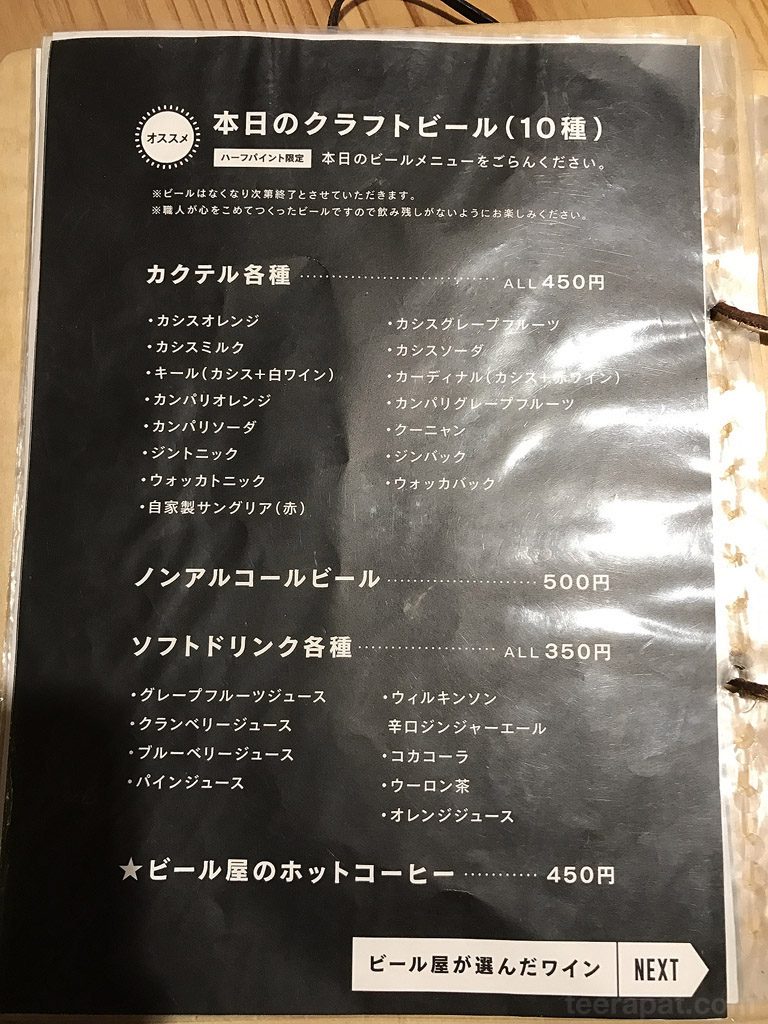 オススメ
本日のクラフトビール（10種）
ハーフパイント限定 本日のビールメニューをごらんください。
※ビールはなくなり次第終了とさせていただきます。
※職人が心をこめてつくったビールですので飲み残しがないようにお楽しみください。
カクテル各種 ALL 450円
・カシスオレンジ
・カシスミルク
・キール（カシス+白ワイン）
・カンパリオレンジ
・カンパリソーダ
・ジントニック
・ウォッカトニック
・自家製サングリア（赤）
・カシスグレープフルーツ
・カシスソーダ
・カーディナル（カシス+赤ワイン）
・カンパリグレープフルーツ
・クーニャン
・ジンバック
・ウォッカバック
ノンアルコールビール 500円
ソフトドリンク各種 ALL 350円
・グレープフルーツジュース
・クランベリージュース
・ブルーベリージュース
・パインジュース
・ウィルキンソン
辛口ジンジャーエール
・コカコーラ
・ウーロン茶
・オレンジジュース
★ビール屋のホットコーヒー 450円
ビール屋が選んだワイン NEXT
teerapat.co